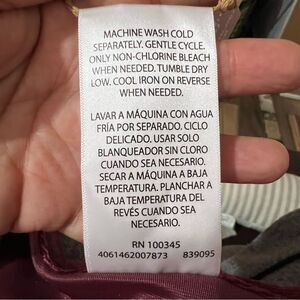 MACHINE WASH COLD
SEPARATELY. GENTLE CYCLE.
ONLY NON-CHLORINE BLEACH
WHEN NEEDED. TUMBLE DRY
LOW. COOL IRON ON REVERSE
WHEN NEEDED.
LAVAR A MÁQUINA CON AGUA
FRÍA POR SEPARADO. CICLO
DELICADO. USAR SOLO
BLANQUEADOR SIN CLORO
CUANDO SEA NECESARIO.
SECAR A MÁQUINA A BAJA
TEMPERATURA. PLANCHAR A
BAJA TEMPERATURA DEL
REVÉS CUANDO SEA
NECESARIO.
RN 100345
4061462007873 839095